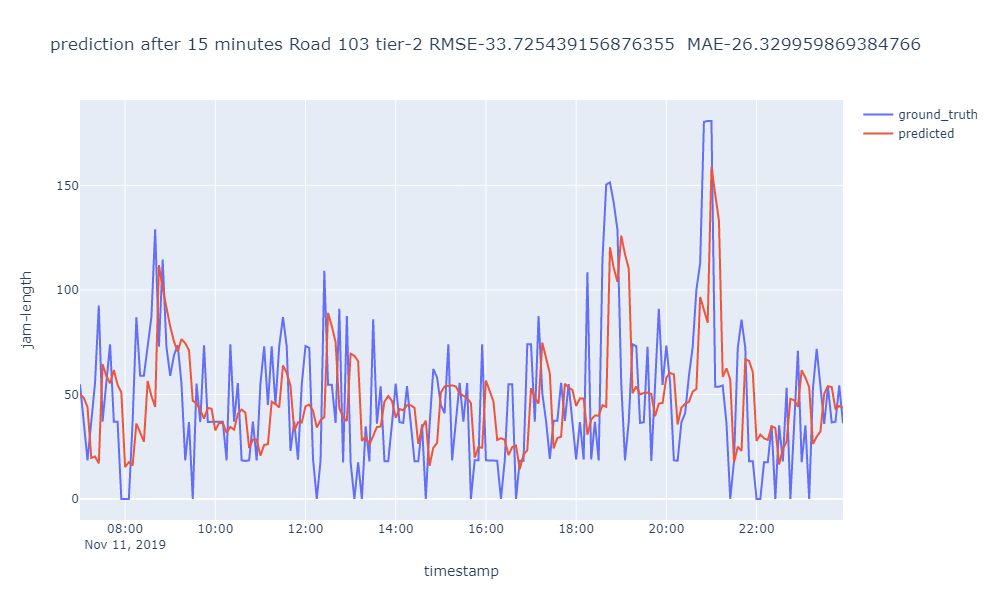 prediction after 15 minutes Road 103 tier-2 RMSE-33.725439156876355 MAE-26.329959869384766
ground_truth
predicted
150
100
50
0
jam-length
08:00 10:00 12:00 14:00 16:00 18:00 20:00 22:00
Nov 11, 2019
timestamp